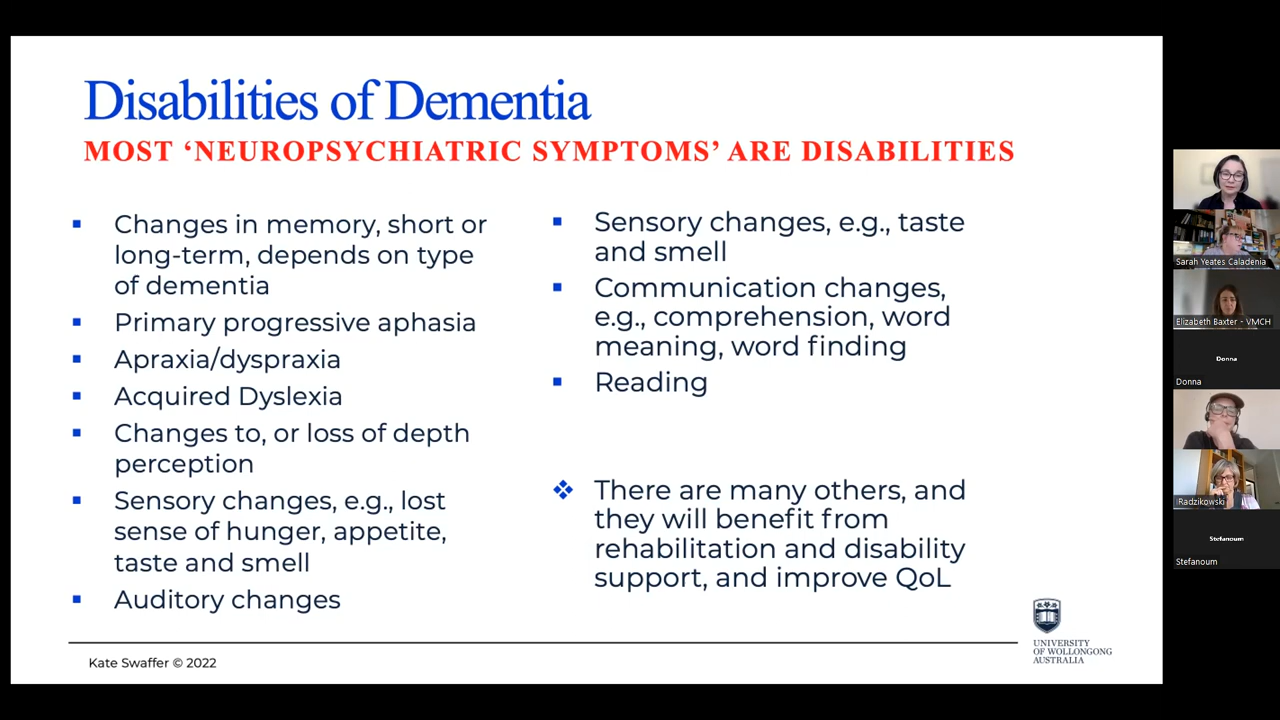 Disabilities of Dementia
MOST ‘NEUROPSYCHIATRIC SYMPTOMS’ ARE DISABILITIES
▪ Changes in memory, short or
long-term, depends on type
of dementia
▪ Primary progressive aphasia
▪ Apraxia/dyspraxia
▪ Acquired Dyslexia
▪ Changes to, or loss of depth
perception
▪ Sensory changes, e.g., lost
sense of hunger, appetite,
taste and smell
▪ Auditory changes
▪ Sensory changes, e.g., taste
and smell
▪ Communication changes,
e.g., comprehension, word
meaning, word finding
▪ Reading
❖ There are many others, and
they will benefit from
rehabilitation and disability
support, and improve QoL
Kate Swaffer © 2022
UNIVERSITY
OF WOLLONGONG
AUSTRALIA
Sarah Yeates Caladenia
Elizabeth Baxter - VMCH
Donna
Donna
IRadzikowski
Stefanoum
Stefanoum